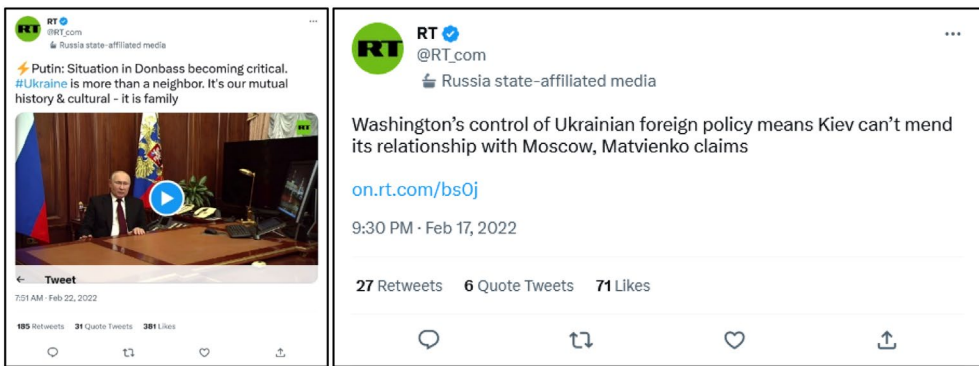 RT
RT
@RT_com
Russia state-affiliated media
⚡Putin: Situation in Donbass becoming critical.
#Ukraine is more than a neighbor. It's our mutual
history & cultural - it is family
RT
← Tweet
7:51 AM · Feb 22, 2022
185 Retweets 31 Quote Tweets 381 Likes
RT
RT
@RT_com
Russia state-affiliated media
Washington's control of Ukrainian foreign policy means Kiev can't mend
its relationship with Moscow, Matvienko claims
on.rt.com/bs0j
9:30 PM · Feb 17, 2022
27 Retweets 6 Quote Tweets 71 Likes